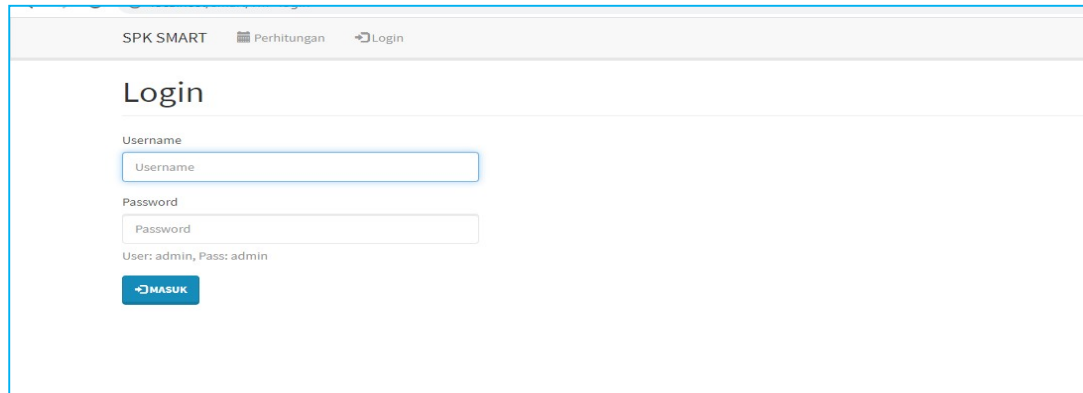 SPK SMART Perhitungan Login
Login
Username
Username
Password
Password
User: admin, Pass: admin
MASUK